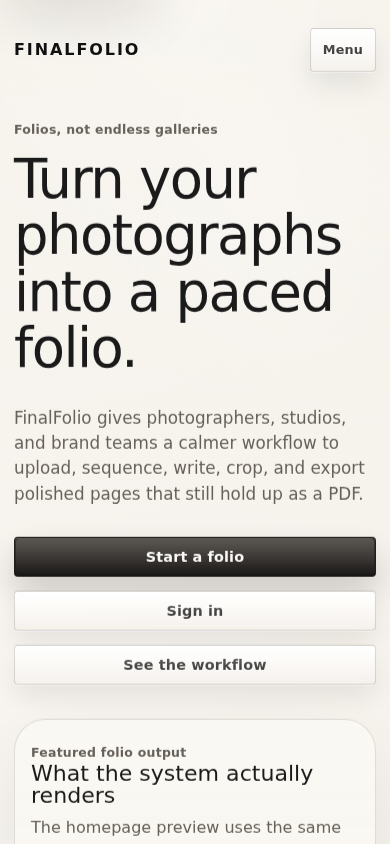 FINALFOLIO
Menu
Folios, not endless galleries
Turn your
photographs
into a paced
folio.
FinalFolio gives photographers, studios,
and brand teams a calmer workflow to
upload, sequence, write, crop, and export
polished pages that still hold up as a PDF.
Start a folio
Sign in
See the workflow
Featured folio output
What the system actually
renders
The homepage preview uses the same